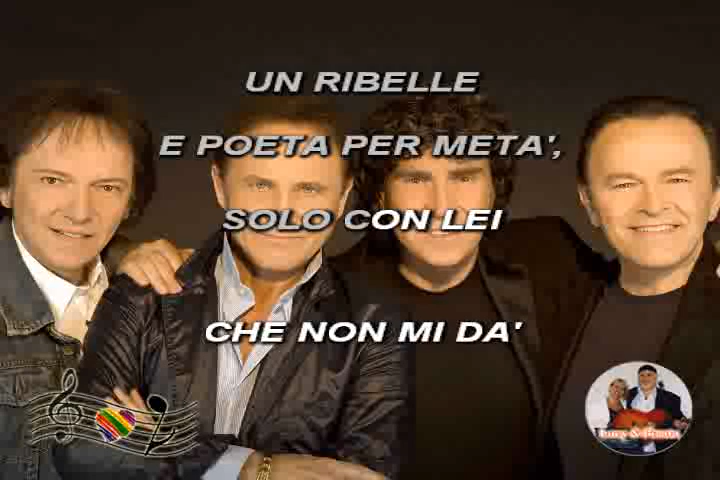 UN RIBELLE
E POETA PER META',
SOLO CON LEI
CHE NON MI DA'